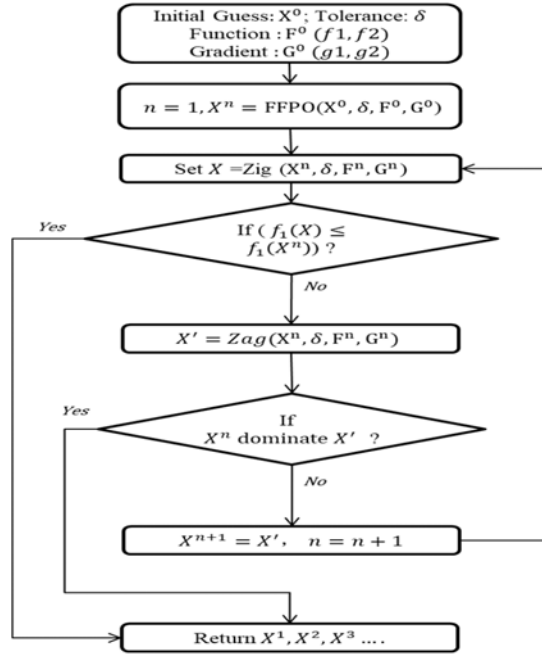 Initial Guess: X⁰; Tolerance: δ
Function : F⁰ (f1, f2)
Gradient : G⁰ (g1, g2)
n = 1, Xⁿ = FFPO(X⁰, δ, F⁰, G⁰)
Set X =Zig (Xⁿ, δ, Fⁿ, Gⁿ)
Yes
If ( f₁(X) ≤
f₁(Xⁿ)) ?
No
X′ = Zag(Xⁿ, δ, Fⁿ, Gⁿ)
Yes
If
Xⁿ dominate X′ ?
No
Xⁿ⁺¹ = X′, n = n + 1
Return X¹, X², X³ ....